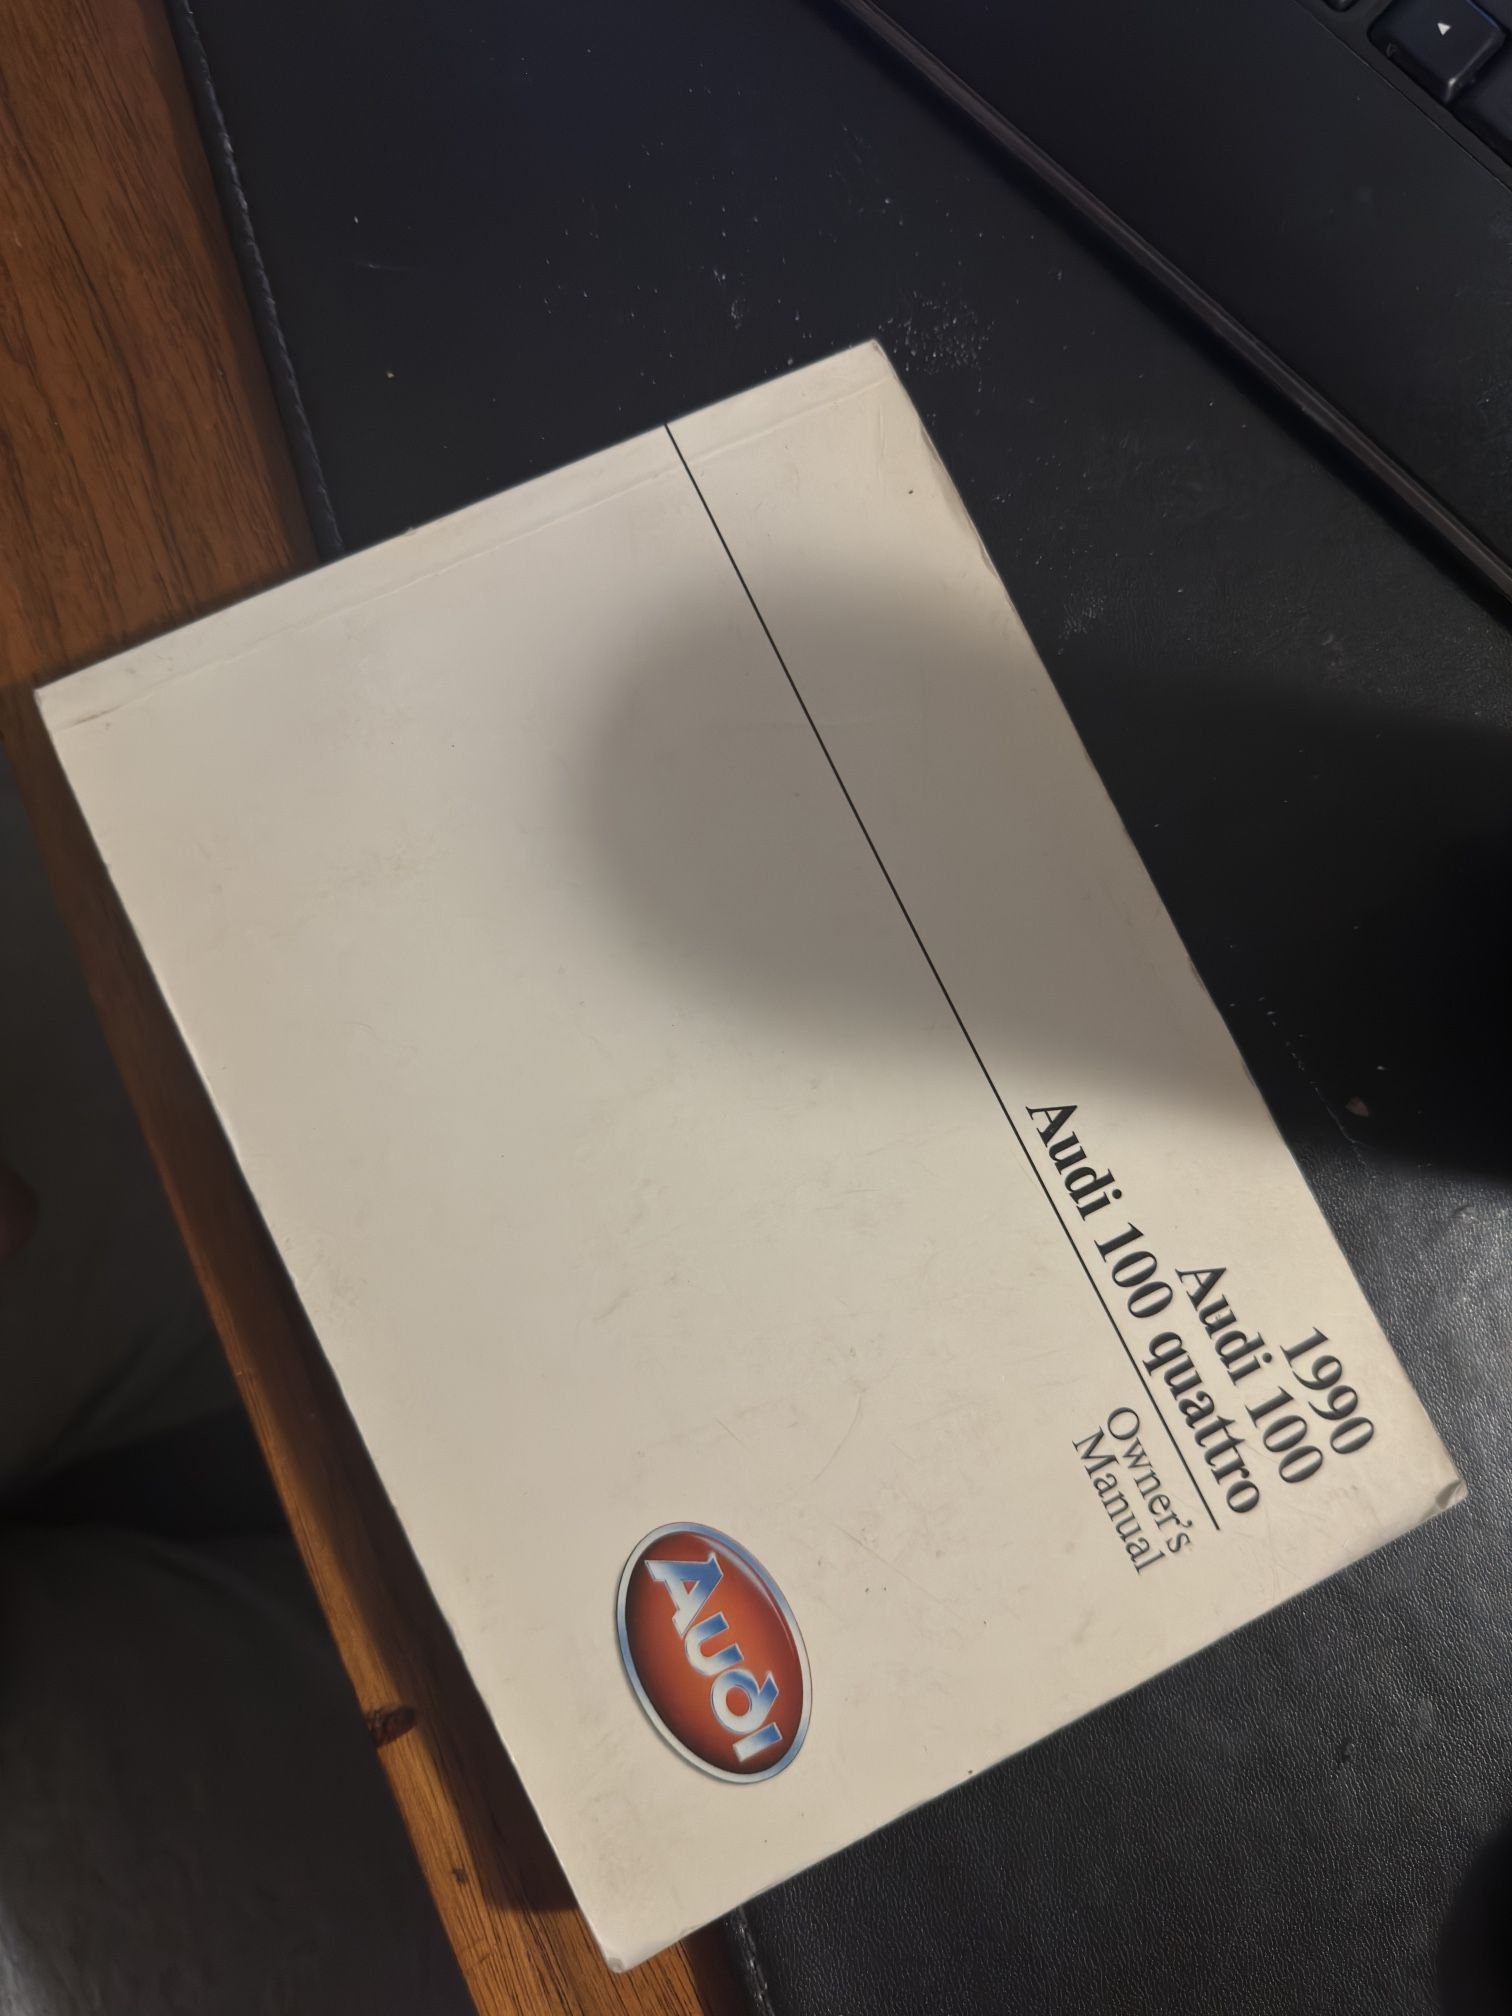 1990
Audi 100
Audi 100 quattro
Owner's
Manual
Audi